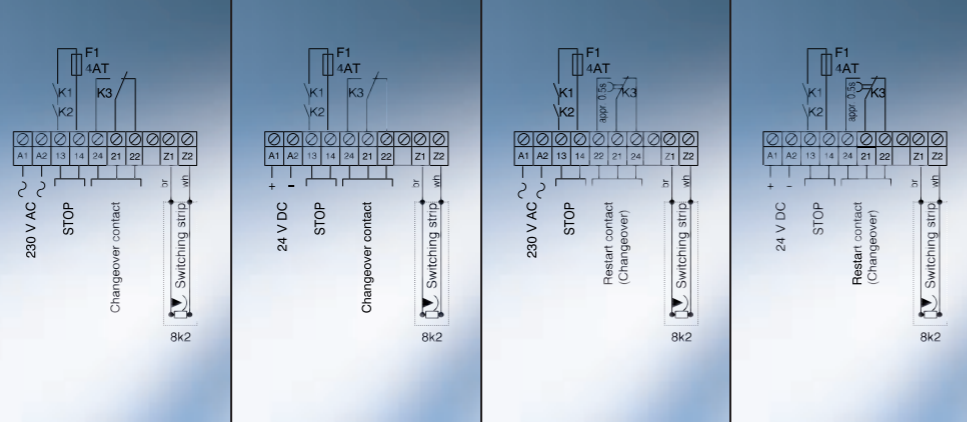 F1
4AT
K1
K3
K2
A1 A2 13 14 24 21 22 Z1 Z2
br
wh
230 V AC
STOP
Changeover contact
Switching strip
8k2
F1
4AT
K1
K3
K2
A1 A2 13 14 24 21 22 Z1 Z2
+ –
br
wh
24 V DC
STOP
Changeover contact
Switching strip
8k2
F1
4AT
K1
appr. 0.5s
K3
K2
A1 A2 13 14 22 21 24 Z1 Z2
br
wh
230 V AC
STOP
Restart contact
(Changeover)
Switching strip
8k2
F1
4AT
K1
appr. 0.5s
K3
K2
A1 A2 13 14 24 21 22 Z1 Z2
+ –
br
wh
24 V DC
STOP
Restart contact
(Changeover)
Switching strip
8k2